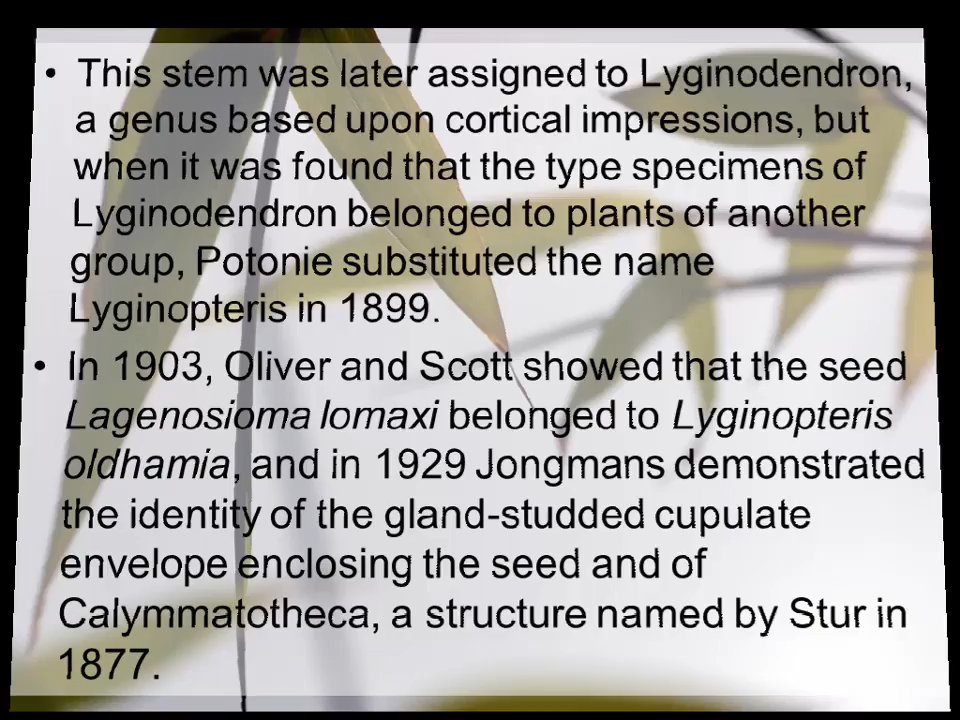 • This stem was later assigned to Lyginodendron,
a genus based upon cortical impressions, but
when it was found that the type specimens of
Lyginodendron belonged to plants of another
group, Potonie substituted the name
Lyginopteris in 1899.
• In 1903, Oliver and Scott showed that the seed
Lagenosioma lomaxi belonged to Lyginopteris
oldhamia, and in 1929 Jongmans demonstrated
the identity of the gland-studded cupulate
envelope enclosing the seed and of
Calymmatotheca, a structure named by Stur in
1877.